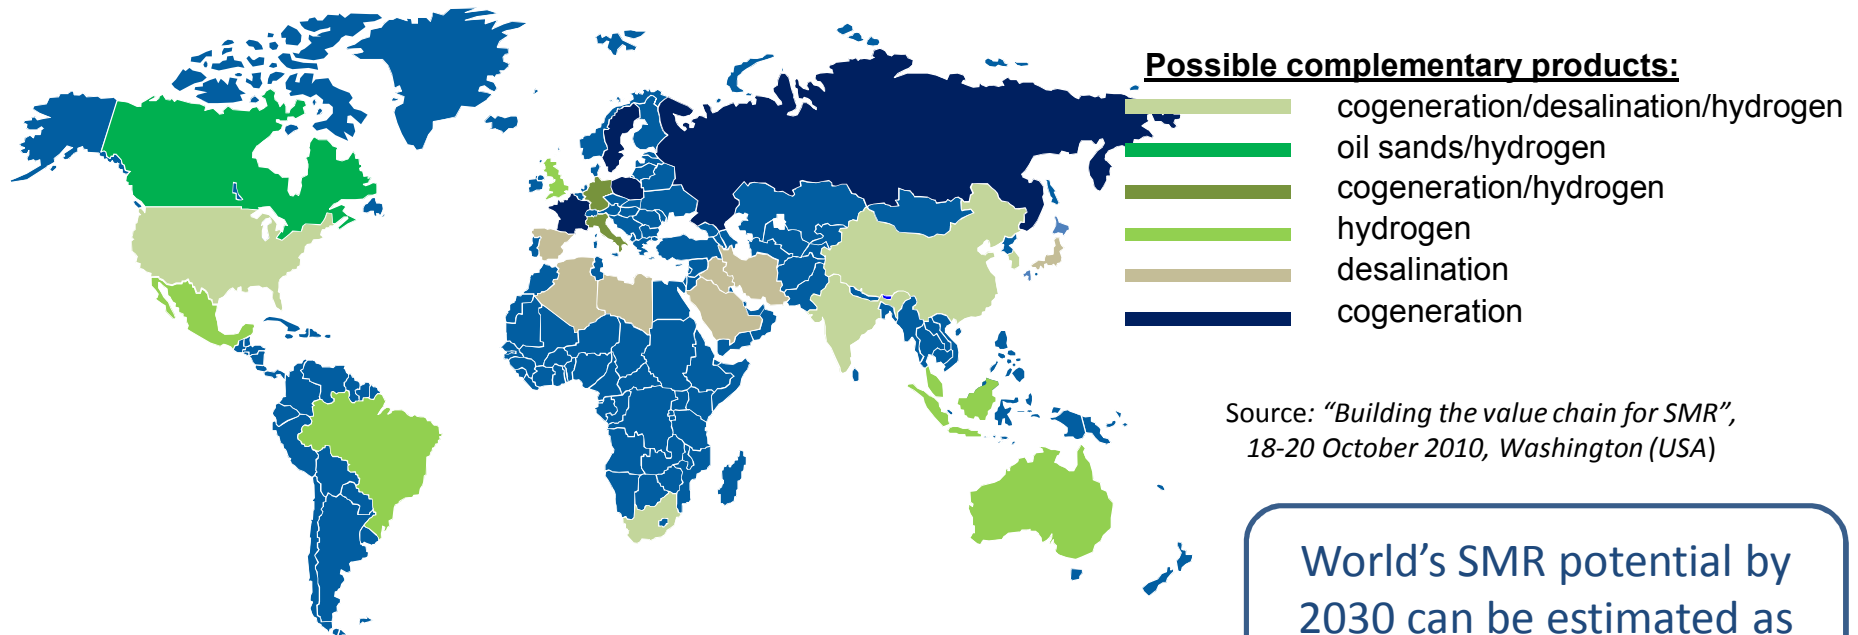 Possible complementary products:
cogeneration/desalination/hydrogen
oil sands/hydrogen
cogeneration/hydrogen
hydrogen
desalination
cogeneration
Source: “Building the value chain for SMR”,
18-20 October 2010, Washington (USA)
World’s SMR potential by
2030 can be estimated as